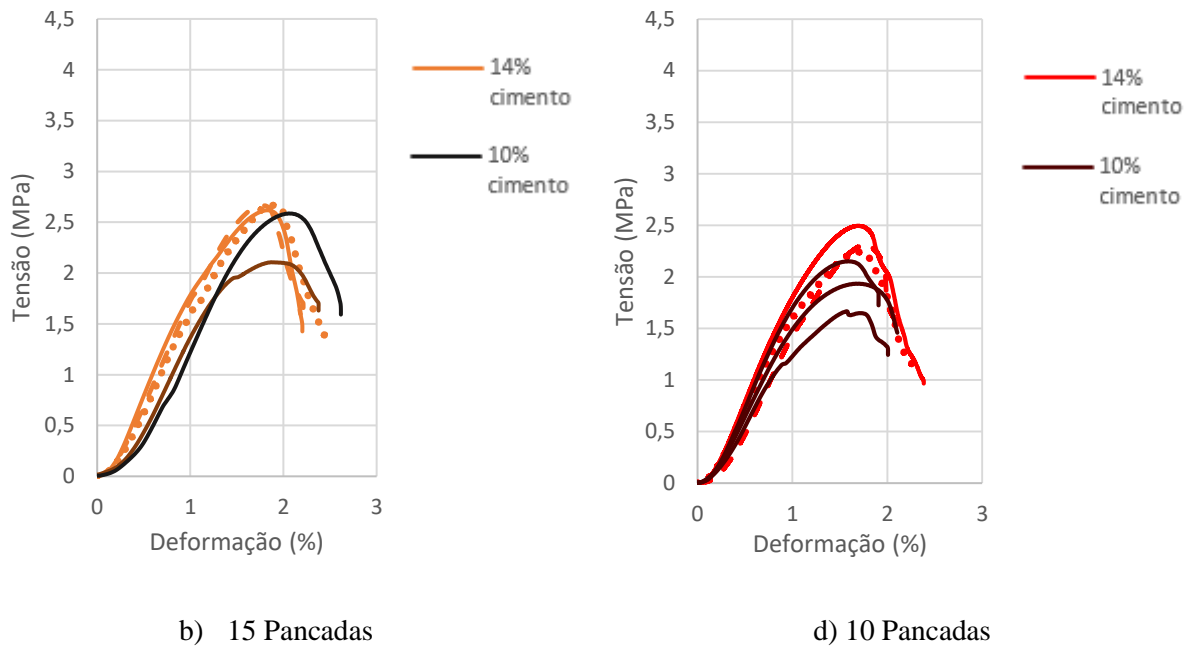 4,5
4
3,5
3
2,5
2
1,5
1
0,5
0
0 1 2 3
Tensão (MPa)
Deformação (%)
14%
cimento
10%
cimento
b) 15 Pancadas
4,5
4
3,5
3
2,5
2
1,5
1
0,5
0
0 1 2 3
Tensão (MPa)
Deformação (%)
14%
cimento
10%
cimento
d) 10 Pancadas